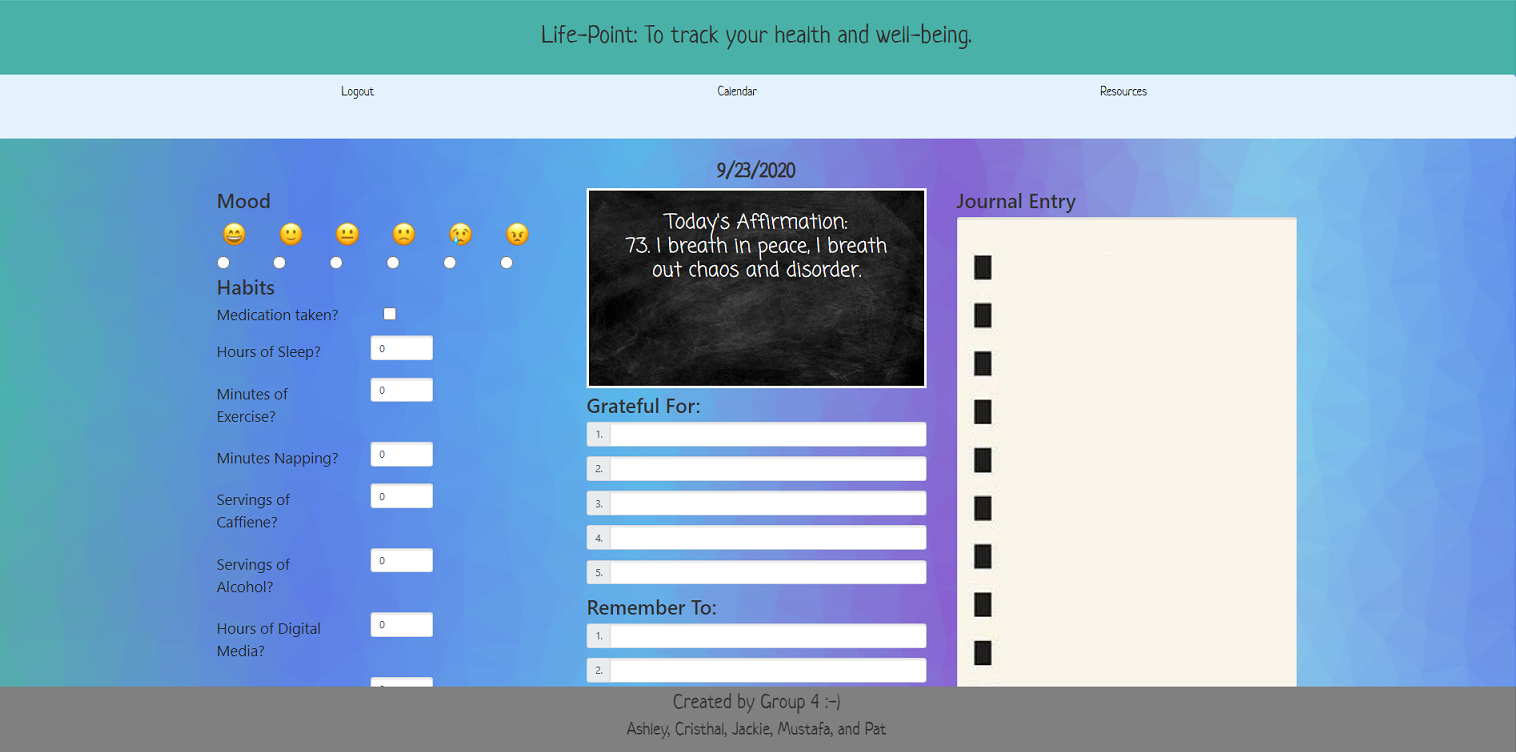 Life-Point: To track your health and well-being.
Logout
Calendar
Resources
9/23/2020
Mood
Habits
Medication taken?
Hours of Sleep?
0
Minutes of
Exercise?
0
Minutes Napping?
0
Servings of
Caffiene?
0
Servings of
Alcohol?
0
Hours of Digital
Media?
0
Today's Affirmation:
73. I breath in peace, I breath
out chaos and disorder.
Grateful For:
1.
2.
3.
4.
5.
Remember To:
1.
2.
Journal Entry
Created by Group 4 :-)
Ashley, Cristhal, Jackie, Mustafa, and Pat